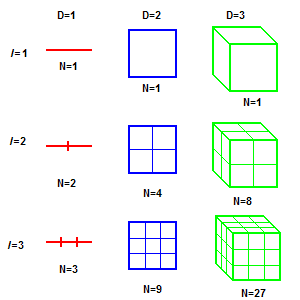 D=1 D=2 D=3
l=1
N=1 N=1 N=1
l=2
N=2 N=4 N=8
l=3
N=3 N=9 N=27